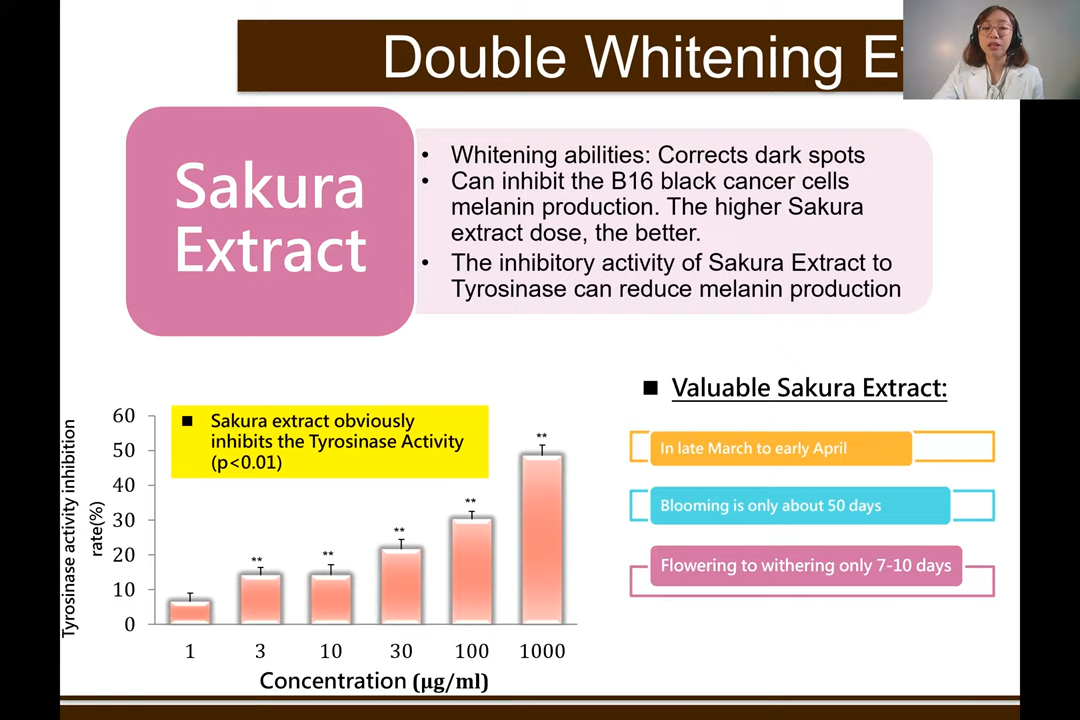 Double Whitening
Sakura
Extract
• Whitening abilities: Corrects dark spots
• Can inhibit the B16 black cancer cells
melanin production. The higher Sakura
extract dose, the better.
• The inhibitory activity of Sakura Extract to
Tyrosinase can reduce melanin production
■ Sakura extract obviously
inhibits the Tyrosinase Activity
(p<0.01)
Tyrosinase activity inhibition
rate(%)
60
50
40
30
20
10
0
**
**
**
**
**
1 3 10 30 100 1000
Concentration (μg/ml)
■ Valuable Sakura Extract:
In late March to early April
Blooming is only about 50 days
Flowering to withering only 7-10 days